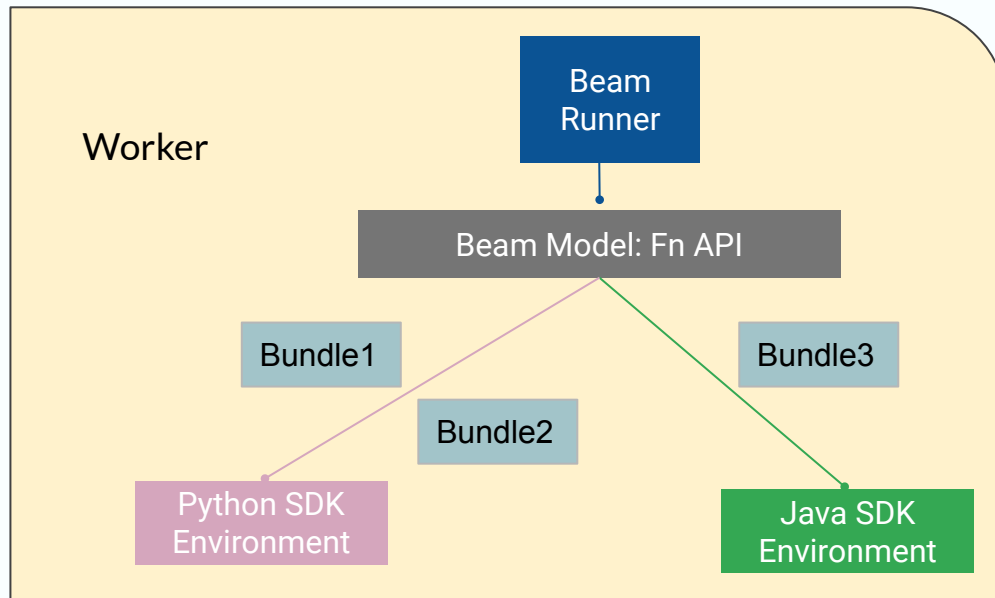 Beam
Runner
Worker
Beam Model: Fn API
Bundle1
Bundle3
Bundle2
Python SDK
Environment
Java SDK
Environment